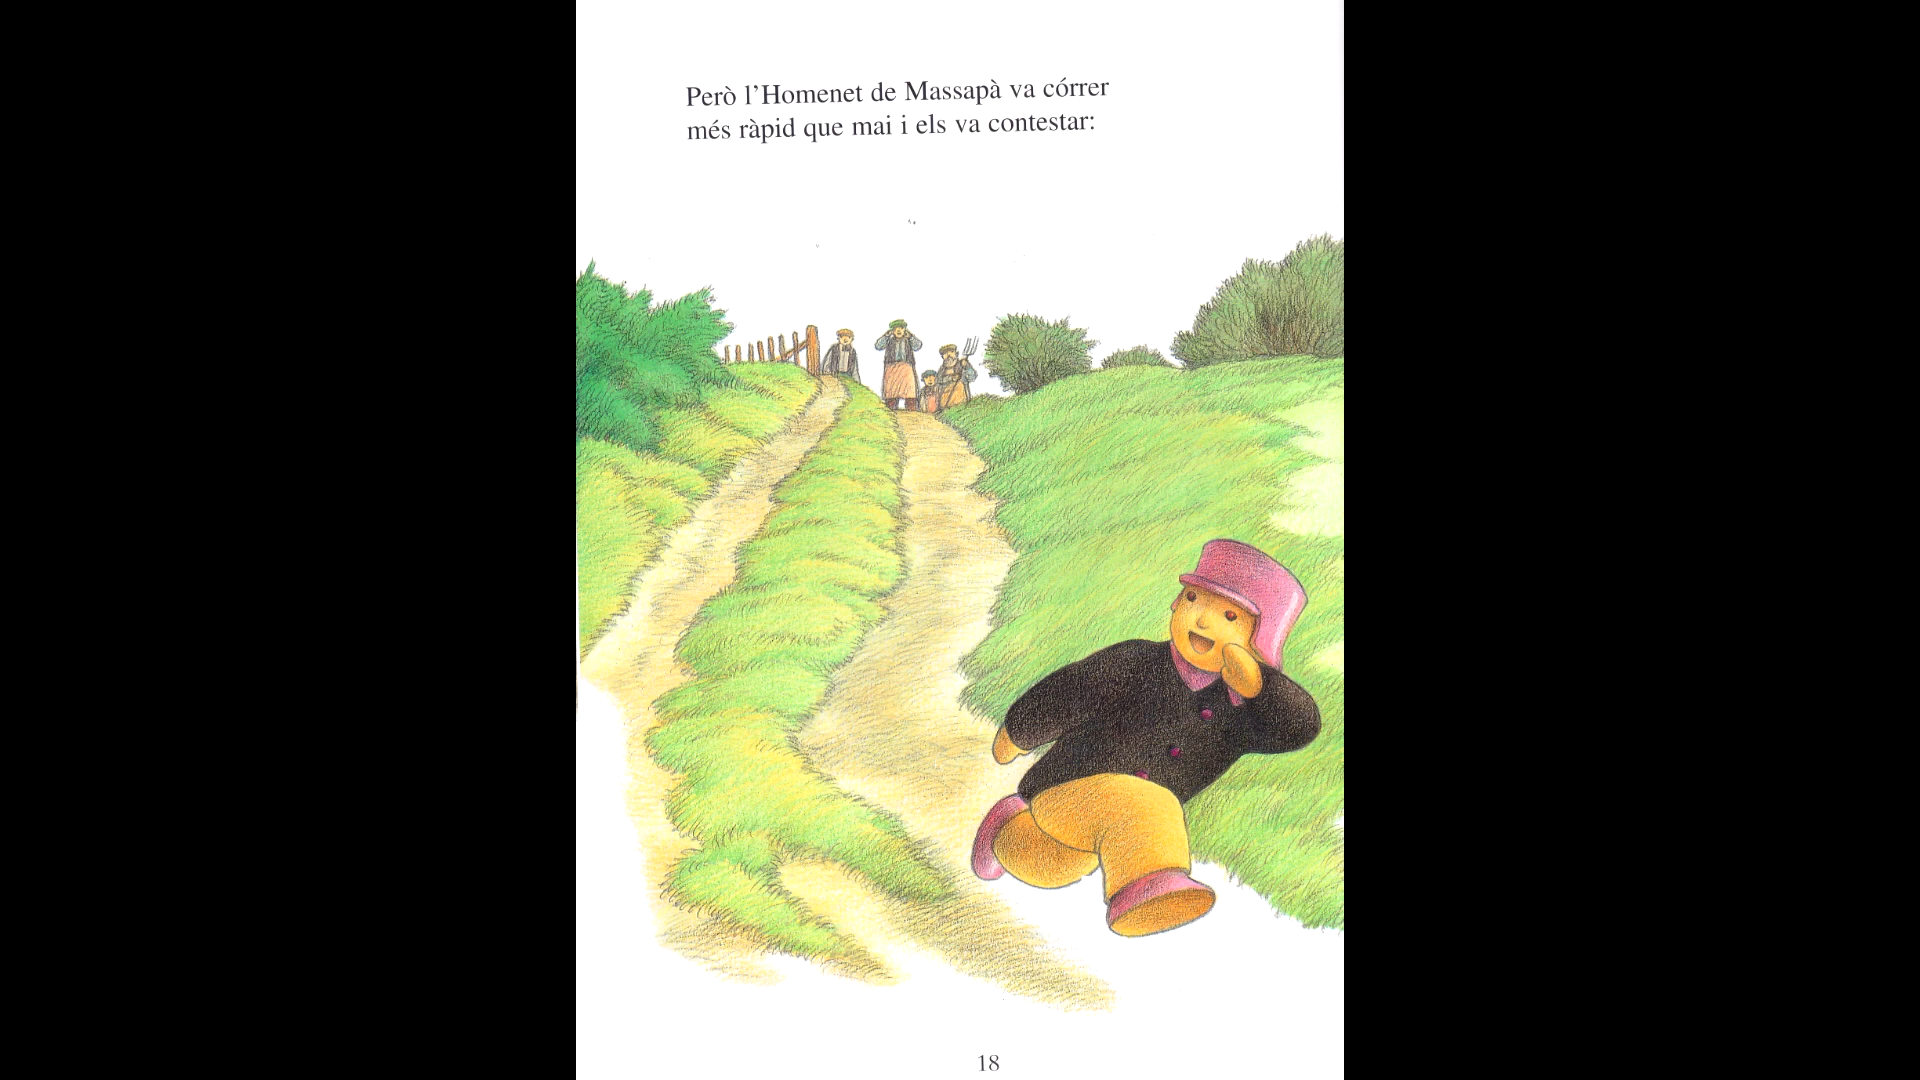 Però l’Homenet de Massapà va córrer
més ràpid que mai i els va contestar:
18